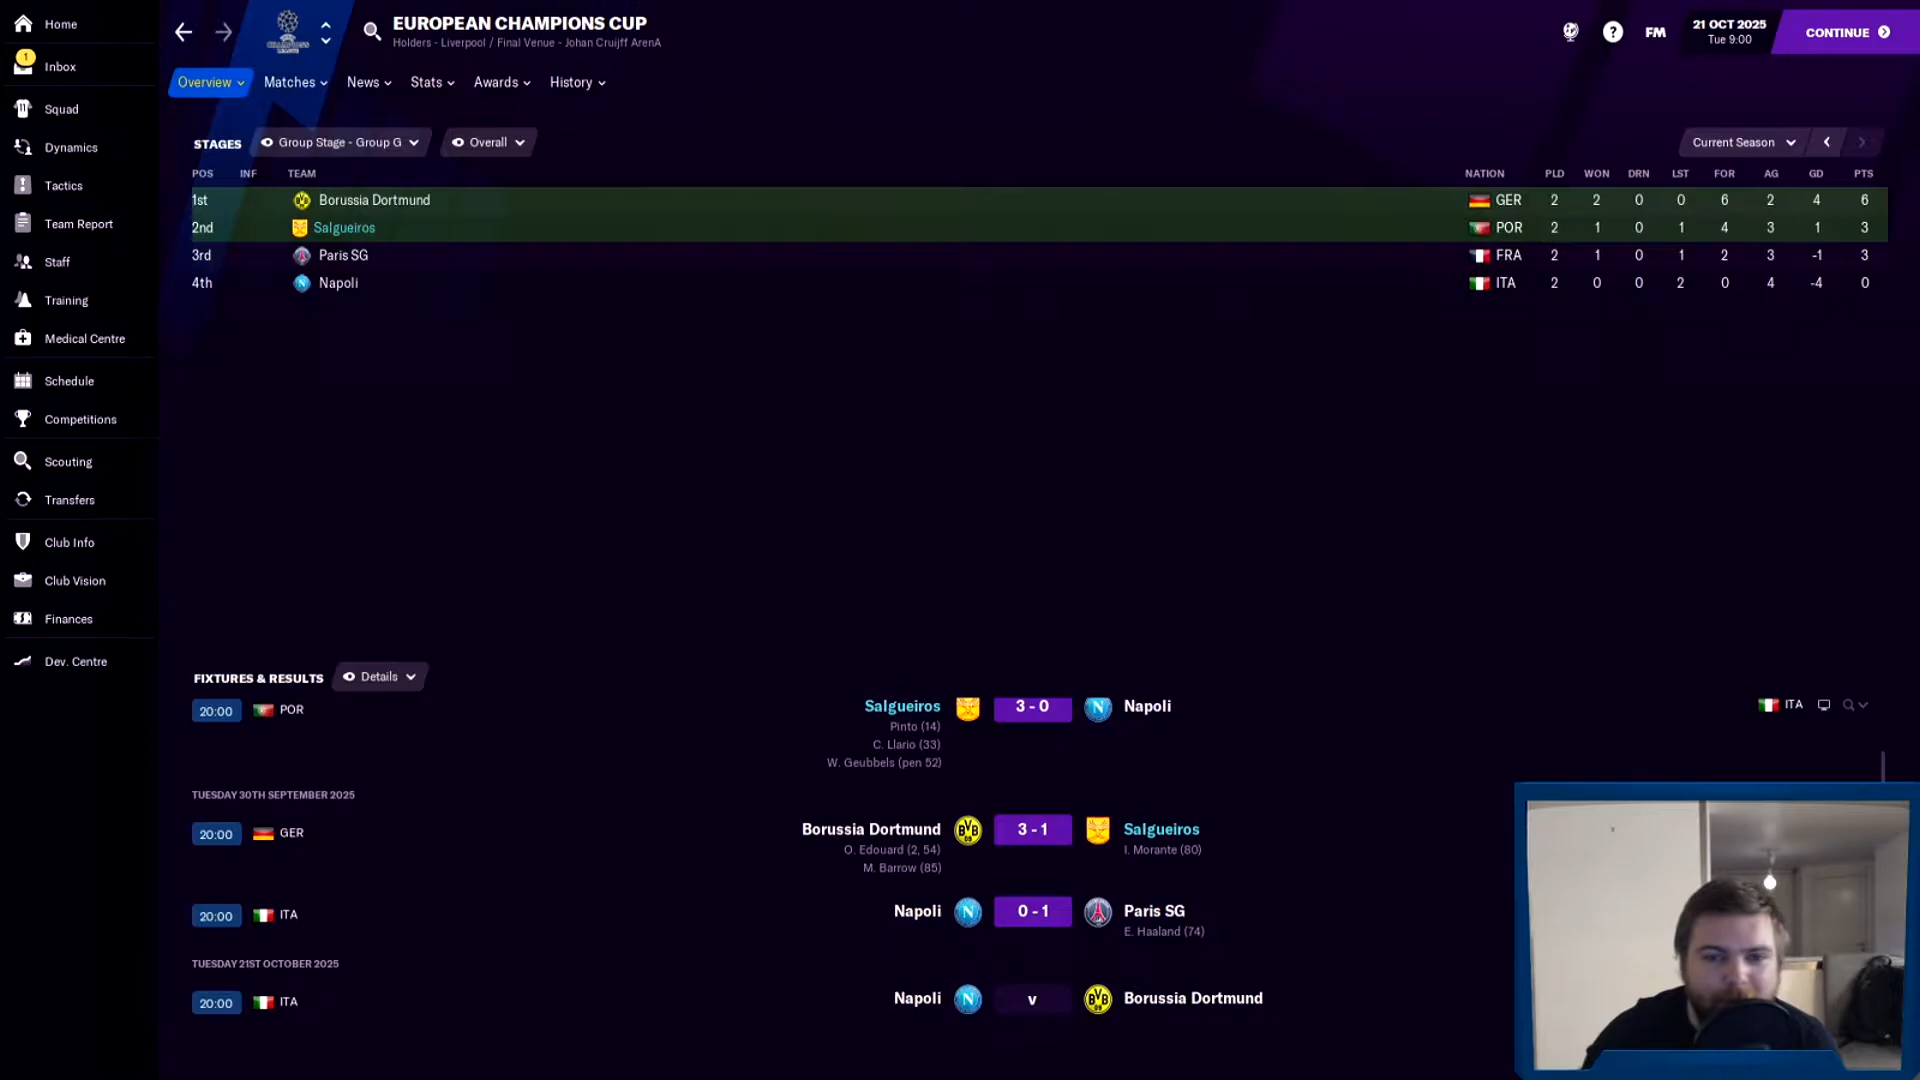 Home
EUROPEAN CHAMPIONS CUP
Holders - Liverpool / Final Venue - Johan Cruijff ArenA
FM
21 OCT 2025
Tue 9:00
CONTINUE
1
Inbox
Overview
Matches
News
Stats
Awards
History
Squad
Dynamics
Tactics
Team Report
Staff
Training
Medical Centre
Schedule
Competitions
Scouting
Transfers
Club Info
Club Vision
Finances
Dev. Centre
STAGES
Group Stage - Group G
Overall
Current Season
POS INF TEAM NATION PLD WON DRN LST FOR AG GD PTS
1st Borussia Dortmund GER 2 2 0 0 6 2 4 6
2nd Salgueiros POR 2 1 0 1 4 3 1 3
3rd Paris SG FRA 2 1 0 1 2 3 -1 3
4th Napoli ITA 2 0 0 2 0 4 -4 0
FIXTURES & RESULTS
Details
20:00 POR Salgueiros 3 - 0 Napoli ITA
Pinto (14)
C. Llario (33)
W. Geubbels (pen 52)
TUESDAY 30TH SEPTEMBER 2025
20:00 GER Borussia Dortmund 3 - 1 Salgueiros
O. Edouard (2, 54) I. Morante (80)
M. Barrow (85)
20:00 ITA Napoli 0 - 1 Paris SG
E. Haaland (74)
TUESDAY 21ST OCTOBER 2025
20:00 ITA Napoli v Borussia Dortmund